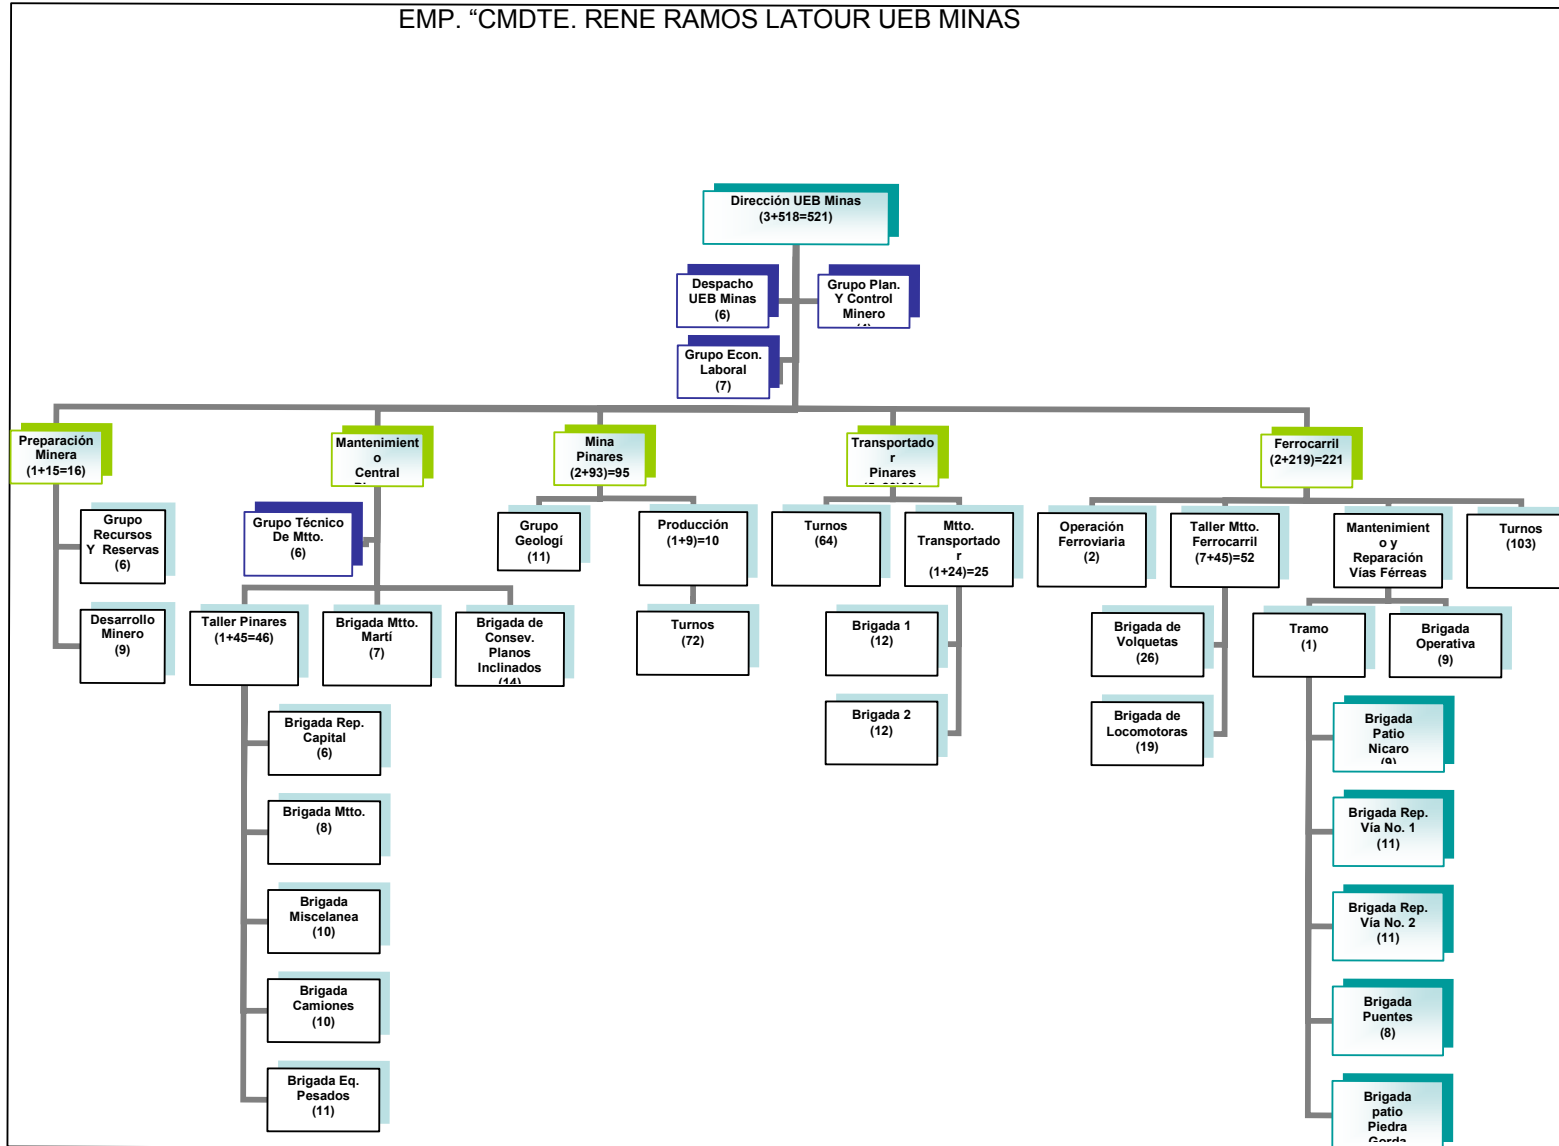 EMP. “CMDTE. RENE RAMOS LATOUR UEB MINAS
Dirección UEB Minas
(3+518=521)
Despacho
UEB Minas
(6)
Grupo Plan.
Y Control
Minero
Grupo Econ.
Laboral
(7)
Preparación
Minera
(1+15=16)
Mantenimient
o
Central
Mina
Pinares
(2+93)=95
Transportado
r
Pinares
Ferrocarril
(2+219)=221
Grupo
Recursos
Y Reservas
(6)
Desarrollo
Minero
(9)
Grupo Técnico
De Mtto.
(6)
Taller Pinares
(1+45=46)
Brigada Mtto.
Martí
(7)
Brigada de
Consev.
Planos
Inclinados
(14)
Brigada Rep.
Capital
(6)
Brigada Mtto.
(8)
Brigada
Miscelanea
(10)
Brigada
Camiones
(10)
Brigada Eq.
Pesados
(11)
Grupo
Geologí
(11)
Producción
(1+9)=10
Turnos
(72)
Turnos
(64)
Mtto.
Transportado
r
(1+24)=25
Brigada 1
(12)
Brigada 2
(12)
Operación
Ferroviaria
(2)
Taller Mtto.
Ferrocarril
(7+45)=52
Brigada de
Volquetas
(26)
Brigada de
Locomotoras
(19)
Mantenimient
o y
Reparación
Vías Férreas
Turnos
(103)
Tramo
(1)
Brigada
Operativa
(9)
Brigada
Patio
Nicaro
(9)
Brigada Rep.
Vía No. 1
(11)
Brigada Rep.
Vía No. 2
(11)
Brigada
Puentes
(8)
Brigada
patio
Piedra
Gorda